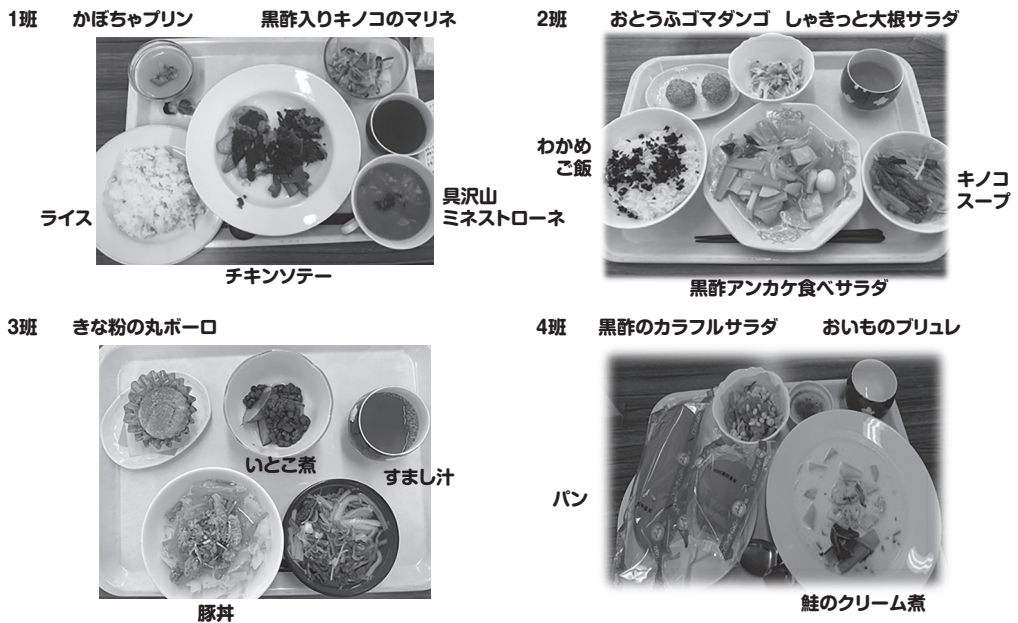 1班 かぼちゃプリン 黒酢入りキノコのマリネ
ライス
具沢山
ミネストローネ
チキンソテー
2班 おとうふゴマダンゴ しゃきっと大根サラダ
わかめ
ご飯
キノコ
スープ
黒酢アンカケ食べサラダ
3班 きな粉の丸ボーロ
いとこ煮
すまし汁
豚丼
4班 黒酢のカラフルサラダ おいものブリュレ
パン
鮭のクリーム煮